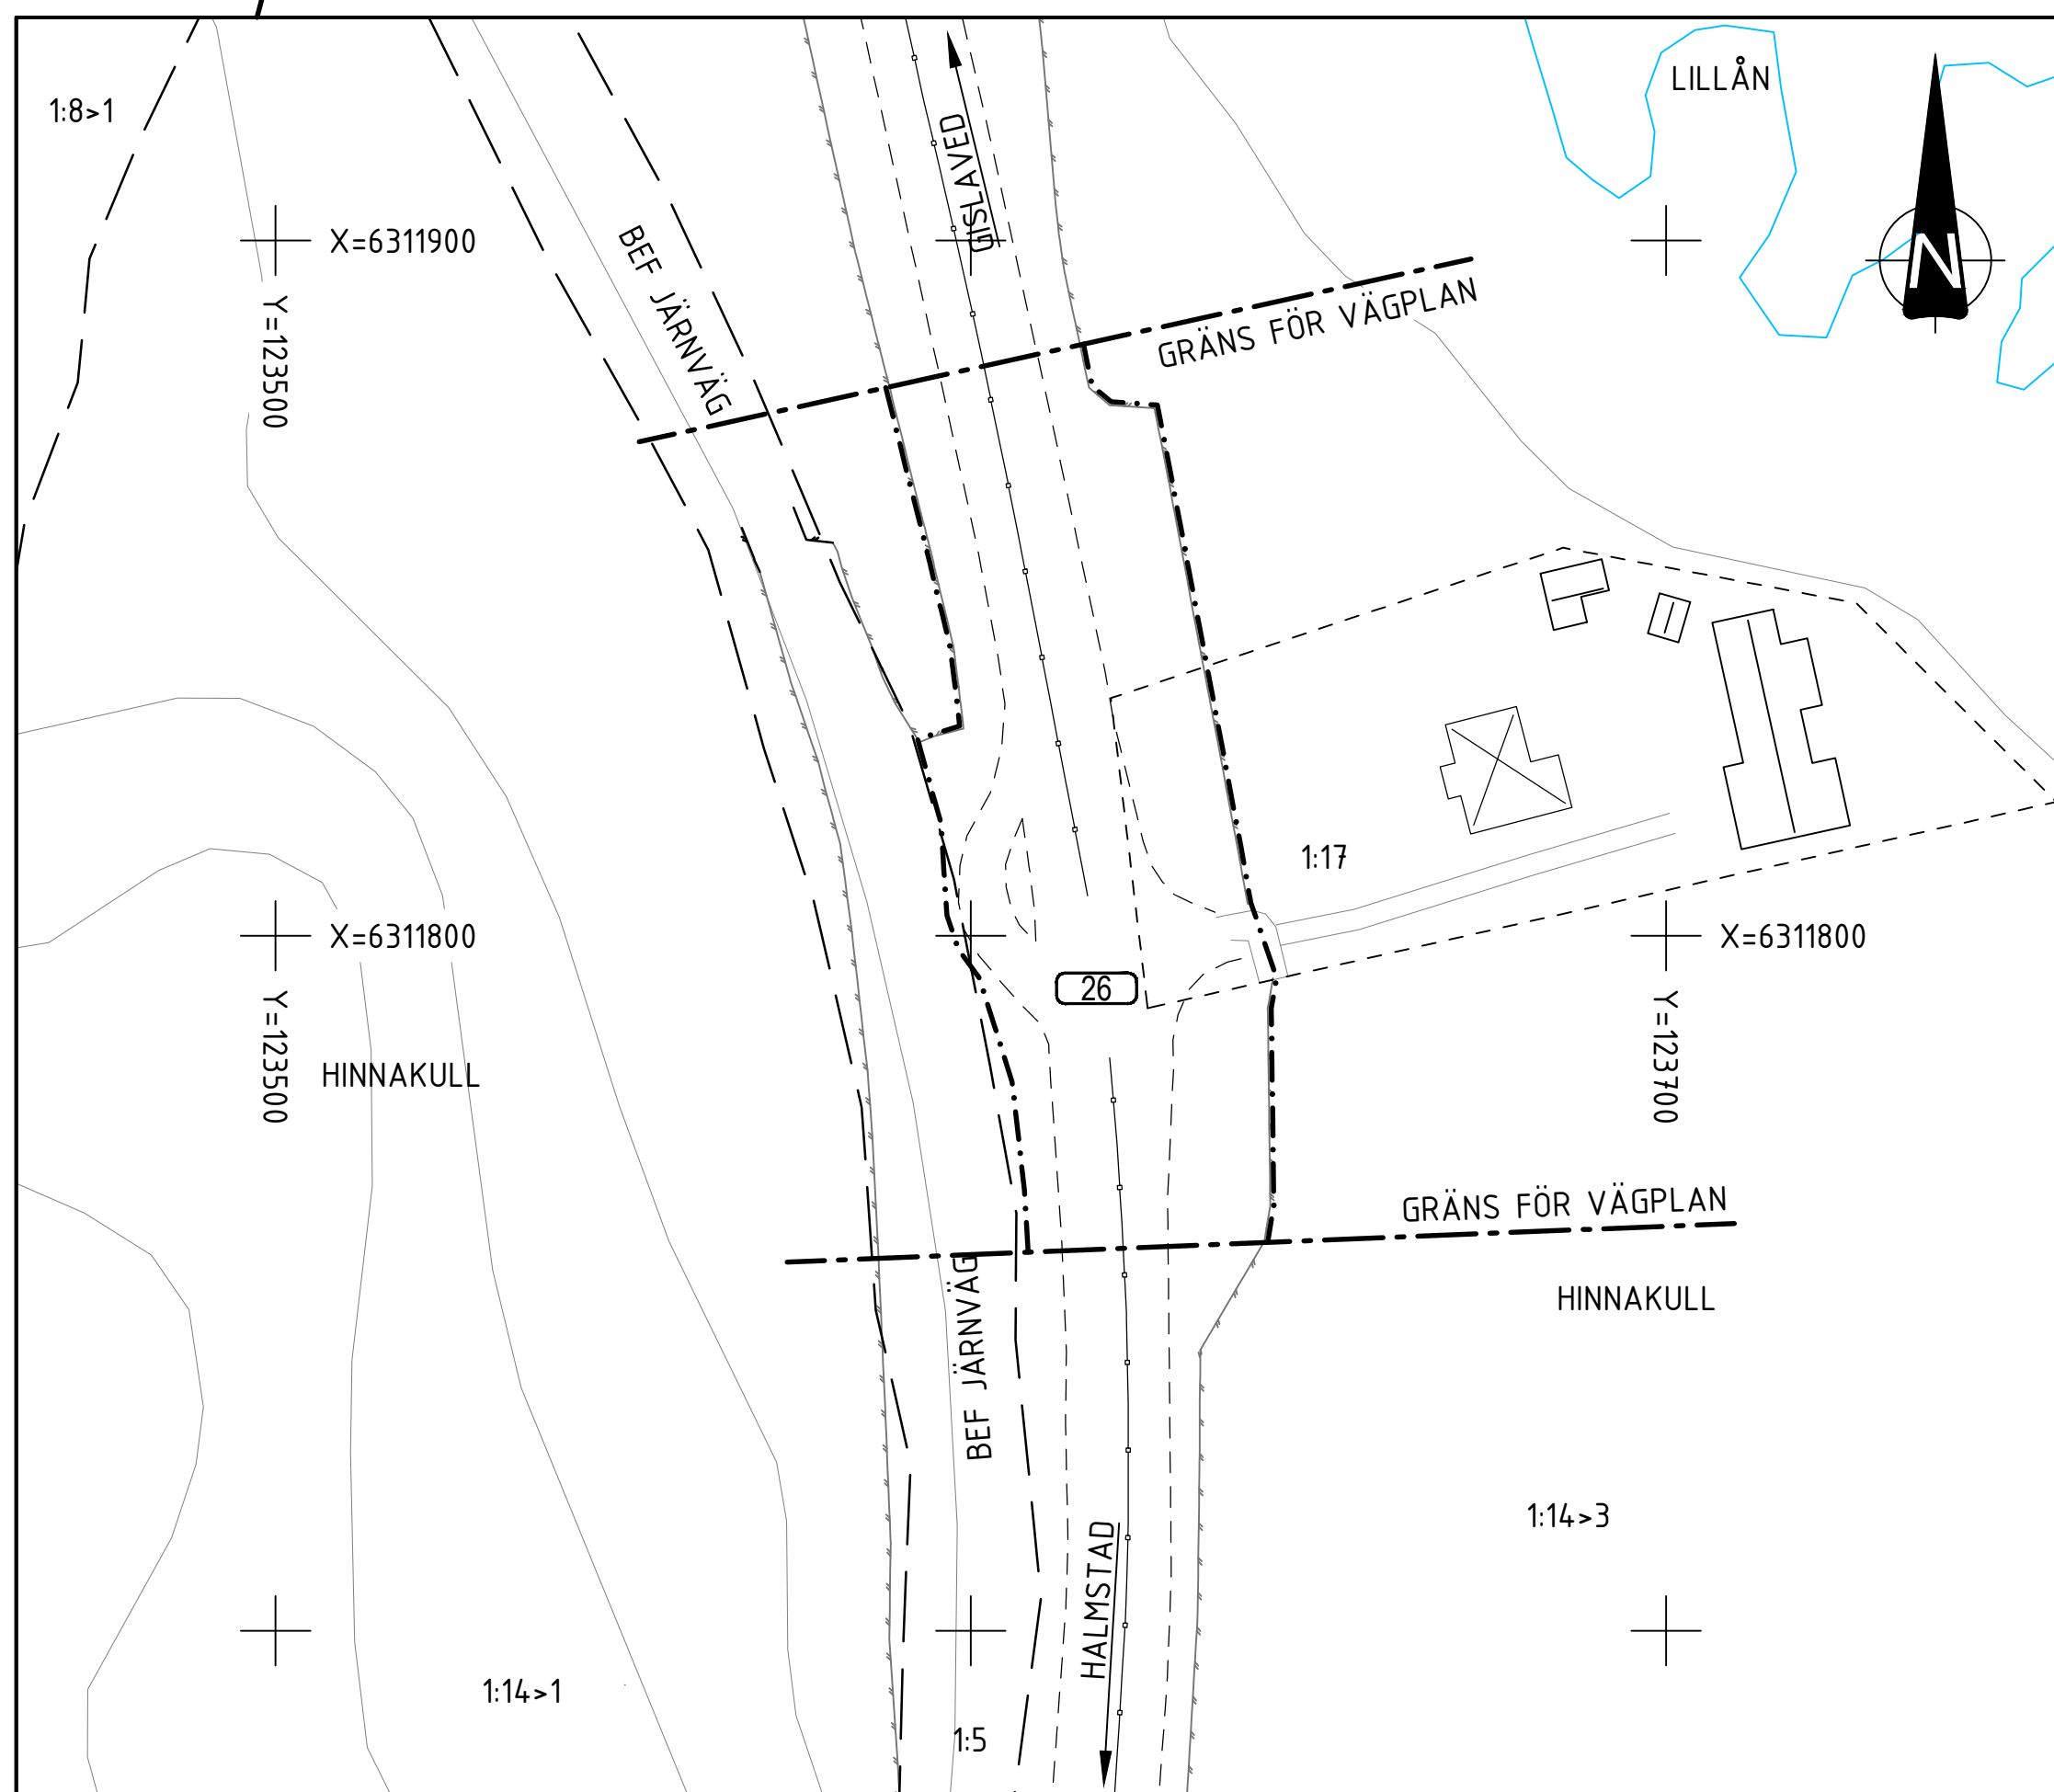 LILLÅN
1:8>1
GISLAVED
N
X=6311900
BEF JÄRNVÄG
Y=123500
GRÄNS FÖR VÄGPLAN
1:17
X=6311800
X=6311800
26
Y=123500
Y=123700
HINNAKULL
GRÄNS FÖR VÄGPLAN
BEF JÄRNVÄG
HINNAKULL
1:14>3
HALMSTAD
1:14>1
1:5